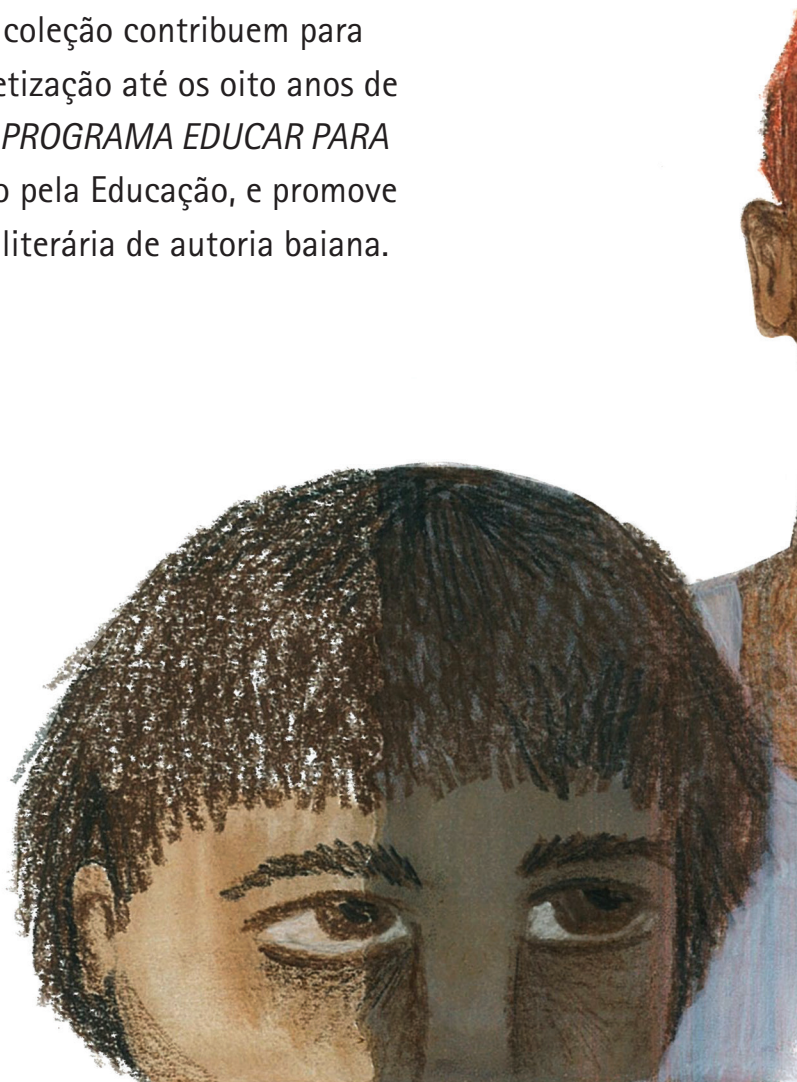 coleção contribuem para
etização até os oito anos de
PROGRAMA EDUCAR PARA
o pela Educação, e promove
literária de autoria baiana.